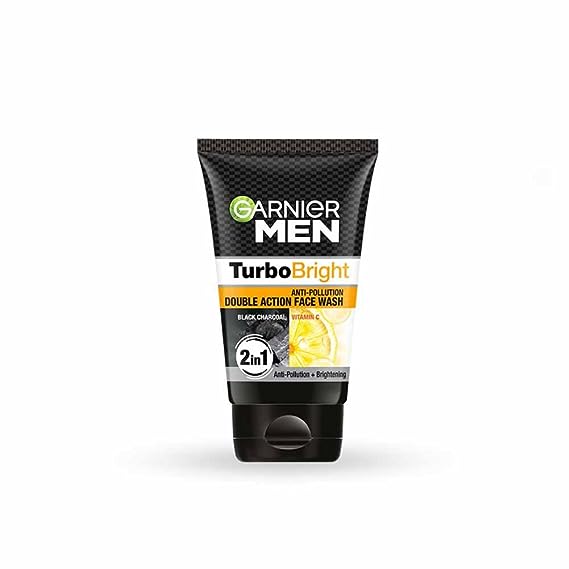 GARNIER
MEN
TurboBright
ANTI-POLLUTION
DOUBLE ACTION FACE WASH
BLACK CHARCOAL VITAMIN C
2in1
Anti-Pollution + Brightening